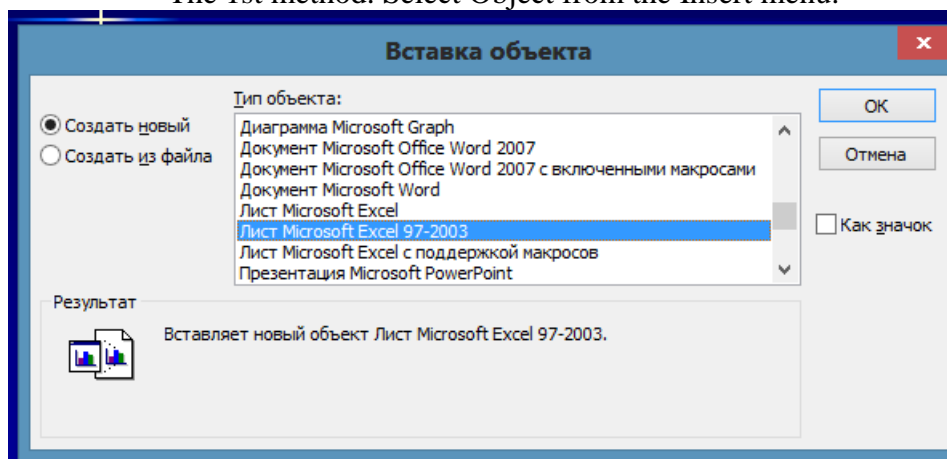 The 1st method. Select Object from the Insert menu.
Вставка объекта
x
Тип объекта:
Создать новый
Создать из файла
Диаграмма Microsoft Graph
Документ Microsoft Office Word 2007
Документ Microsoft Office Word 2007 с включенными макросами
Документ Microsoft Word
Лист Microsoft Excel
Лист Microsoft Excel 97-2003
Лист Microsoft Excel с поддержкой макросов
Презентация Microsoft PowerPoint
ОК
Отмена
Как значок
Результат
Вставляет новый объект Лист Microsoft Excel 97-2003.